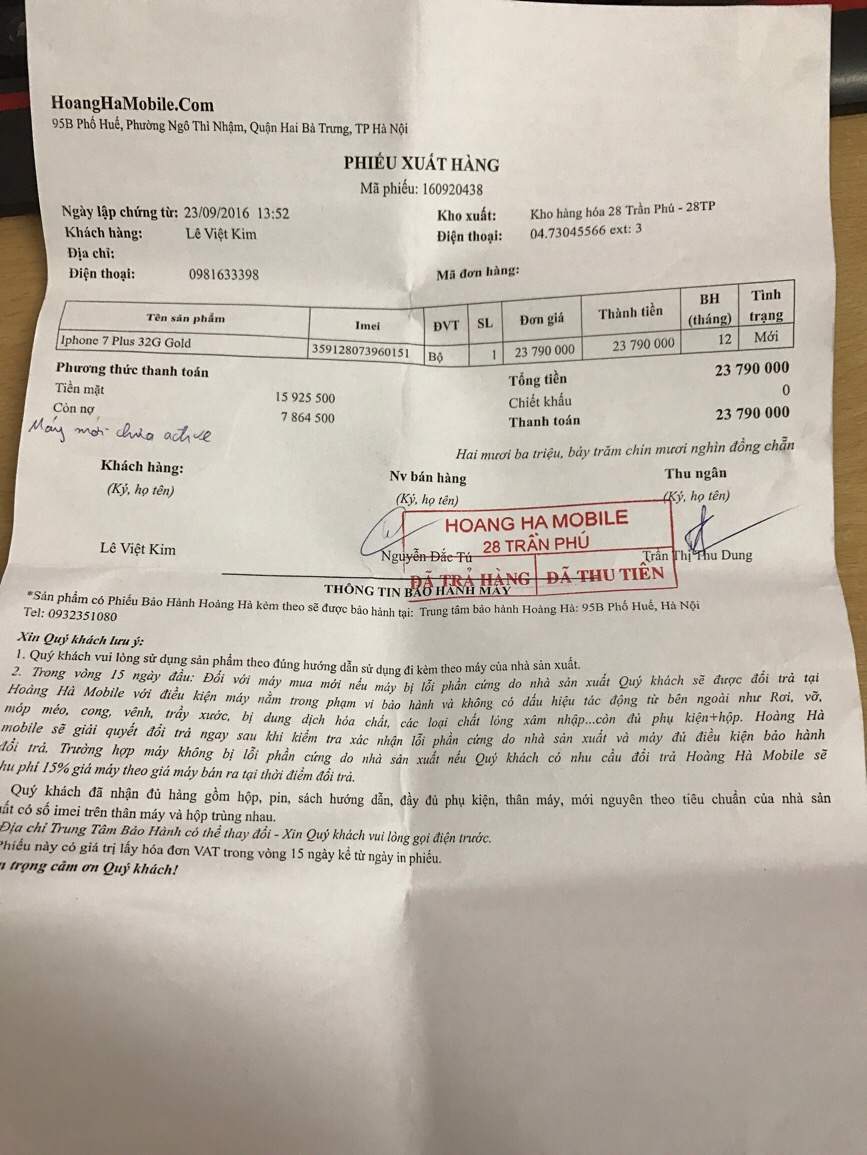 HoangHaMobile.Com
95B Phố Huế, Phường Ngô Thì Nhậm, Quận Hai Bà Trưng, TP Hà Nội
PHIẾU XUẤT HÀNG
Mã phiếu: 160920438
Ngày lập chứng từ: 23/09/2016 13:52
Kho xuất: Kho hàng hóa 28 Trần Phú - 28TP
Khách hàng: Lê Việt Kim
Điện thoại: 04.73045566 ext: 3
Địa chỉ:
Điện thoại: 0981633398
Mã đơn hàng:
Tên sản phẩm Imei ĐVT SL Đơn giá Thành tiền BH (tháng) Tình trạng
Iphone 7 Plus 32G Gold 359128073960151 Bộ 1 23 790 000 23 790 000 12 Mới
Phương thức thanh toán
Tổng tiền 23 790 000
Tiền mặt 15 925 500
Chiết khấu 0
Còn nợ 7 864 500
Thanh toán 23 790 000
Máy mới chưa active
Hai mươi ba triệu, bảy trăm chín mươi nghìn đồng chẵn
Khách hàng: Nv bán hàng Thu ngân
(Ký, họ tên) (Ký, họ tên) (Ký, họ tên)
HOANG HA MOBILE
28 TRẦN PHÚ
Lê Việt Kim Nguyễn Đắc Tú Trần Thị Thu Dung
ĐÃ TRẢ HÀNG ĐÃ THU TIỀN
THÔNG TIN BẢO HÀNH MÁY
*Sản phẩm có Phiếu Bảo Hành Hoàng Hà kèm theo sẽ được bảo hành tại: Trung tâm bảo hành Hoàng Hà: 95B Phố Huế, Hà Nội
Tel: 0932351080
Xin Quý khách lưu ý:
1. Quý khách vui lòng sử dụng sản phẩm theo đúng hướng dẫn sử dụng đi kèm theo máy của nhà sản xuất.
2. Trong vòng 15 ngày đầu: Đối với máy mua mới nếu máy bị lỗi phần cứng do nhà sản xuất Quý khách sẽ được đổi trả tại
Hoàng Hà Mobile với điều kiện máy nằm trong phạm vi bảo hành và không có dấu hiệu tác động từ bên ngoài như Rơi, vỡ,
móp méo, cong, vênh, trầy xước, bị dung dịch hóa chất, các loại chất lỏng xâm nhập...còn đủ phụ kiện+hộp. Hoàng Hà
mobile sẽ giải quyết đổi trả ngay sau khi kiểm tra xác nhận lỗi phần cứng do nhà sản xuất và máy đủ điều kiện bảo hành
đổi trả. Trường hợp máy không bị lỗi phần cứng do nhà sản xuất nếu Quý khách có nhu cầu đổi trả Hoàng Hà Mobile sẽ
hu phí 15% giá máy theo giá máy bán ra tại thời điểm đổi trả.
Quý khách đã nhận đủ hàng gồm hộp, pin, sách hướng dẫn, đầy đủ phụ kiện, thân máy, mới nguyên theo tiêu chuẩn của nhà sản
uất có số imei trên thân máy và hộp trùng nhau.
Địa chỉ Trung Tâm Bảo Hành có thể thay đổi - Xin Quý khách vui lòng gọi điện trước.
Phiếu này có giá trị lấy hóa đơn VAT trong vòng 15 ngày kể từ ngày in phiếu.
n trọng cảm ơn Quý khách!